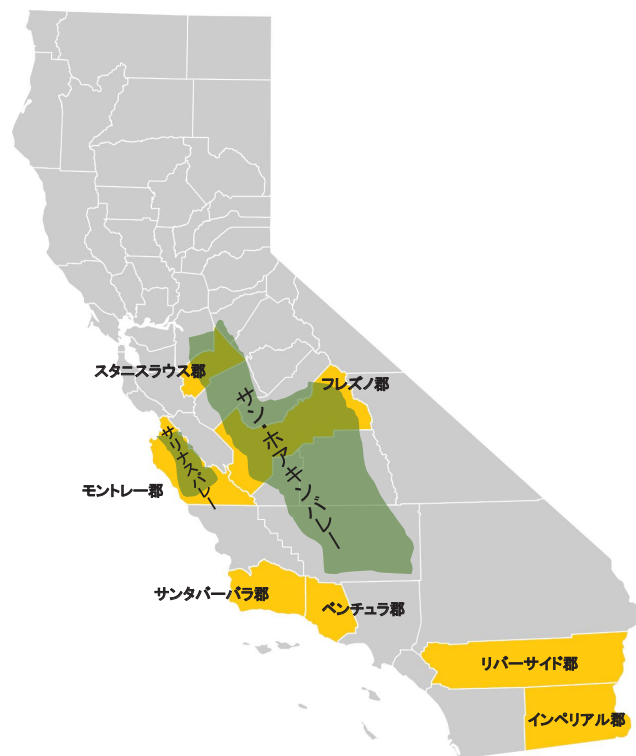 スタニスラウス郡
フレズノ郡
サン・ホアキンバレー
サリナスバレー
モントレー郡
サンタバーバラ郡
ベンチュラ郡
リバーサイド郡
インペリアル郡